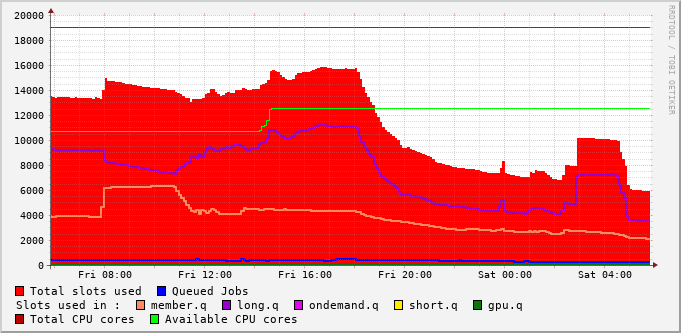 20000
18000
16000
14000
12000
10000
8000
6000
4000
2000
0
Fri 08:00 Fri 12:00 Fri 16:00 Fri 20:00 Sat 00:00 Sat 04:00
RRDTOOL / TOBI OETIKER
Total slots used Queued Jobs
Slots used in : member.q long.q ondemand.q short.q gpu.q
Total CPU cores Available CPU cores